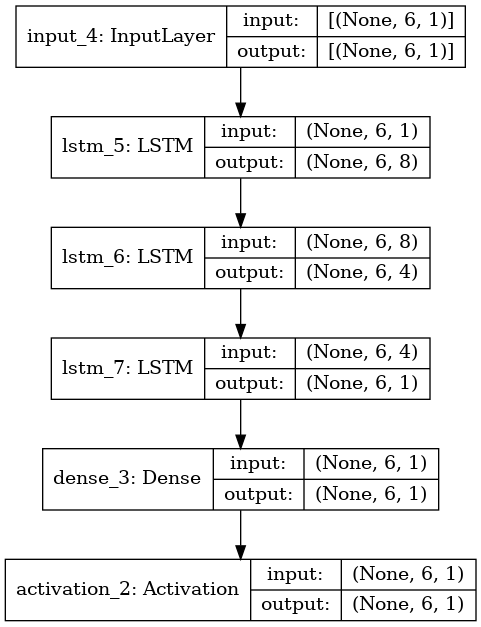 input_4: InputLayer
input: [(None, 6, 1)]
output: [(None, 6, 1)]
lstm_5: LSTM
input: (None, 6, 1)
output: (None, 6, 8)
lstm_6: LSTM
input: (None, 6, 8)
output: (None, 6, 4)
lstm_7: LSTM
input: (None, 6, 4)
output: (None, 6, 1)
dense_3: Dense
input: (None, 6, 1)
output: (None, 6, 1)
activation_2: Activation
input: (None, 6, 1)
output: (None, 6, 1)